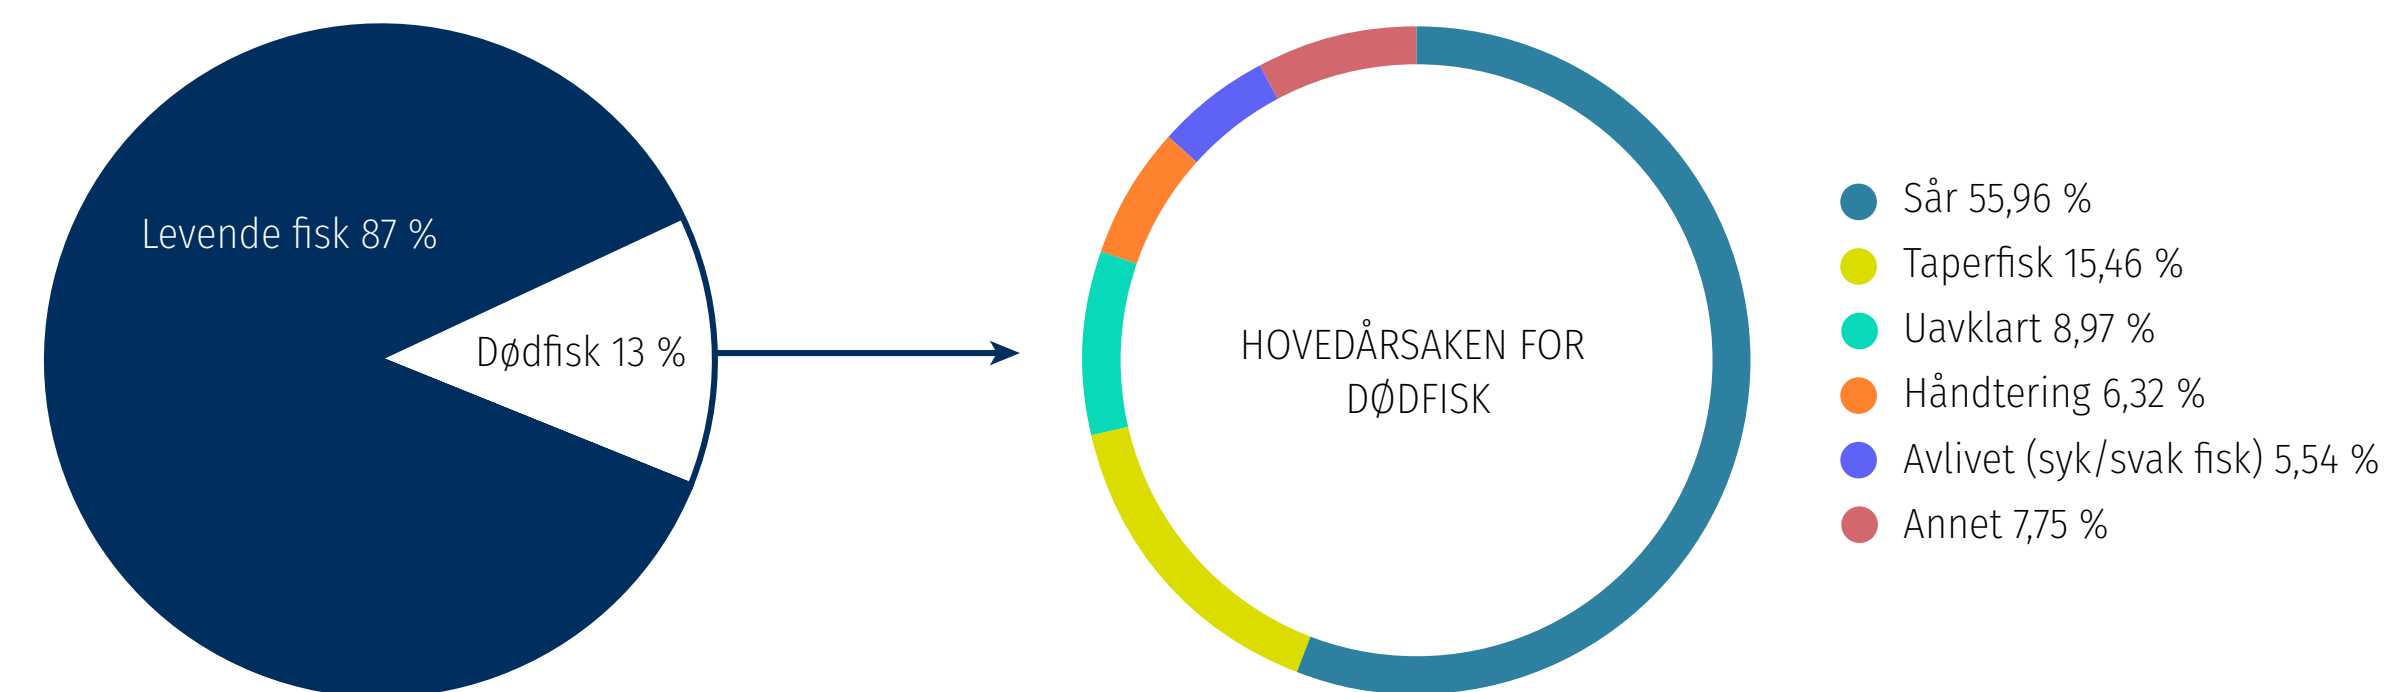 Levende fisk 87 %
Dødfisk 13 %
HOVEDÅRSAKEN FOR
DØDFISK
Sår 55,96 %
Taperfisk 15,46 %
Uavklart 8,97 %
Håndtering 6,32 %
Avlivet (syk/svak fisk) 5,54 %
Annet 7,75 %